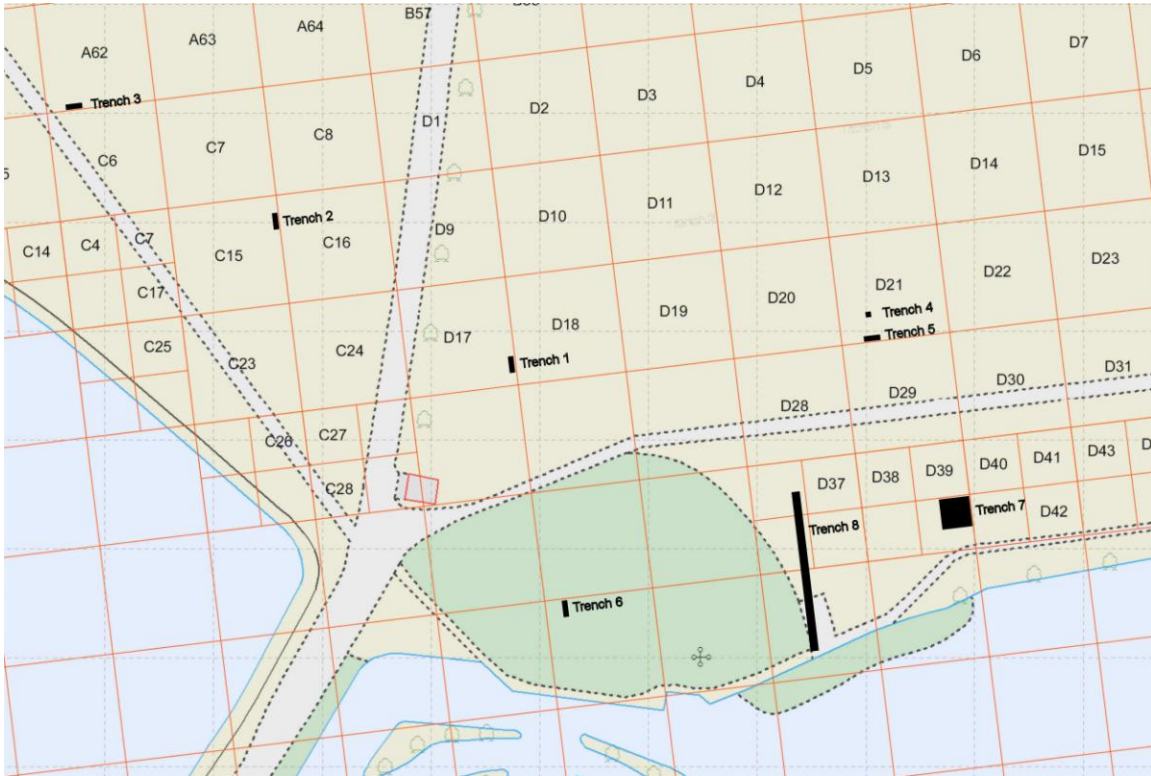 B57
A64
A63
A62
D7
D6
D5
D4
D3
D2
D1
Trench 3
C8
C7
C6
D15
D14
D13
D12
D11
D10
D9
Trench 2
C16
C15
C7
C4
C14
D23
D22
D21
Trench 4
Trench 5
D20
D19
D18
D17
Trench 1
C17
C24
C25
C23
D31
D30
D29
D28
C27
C26
C28
D43
D41
D40
D39
D38
D37
Trench 7
D42
Trench 8
Trench 6